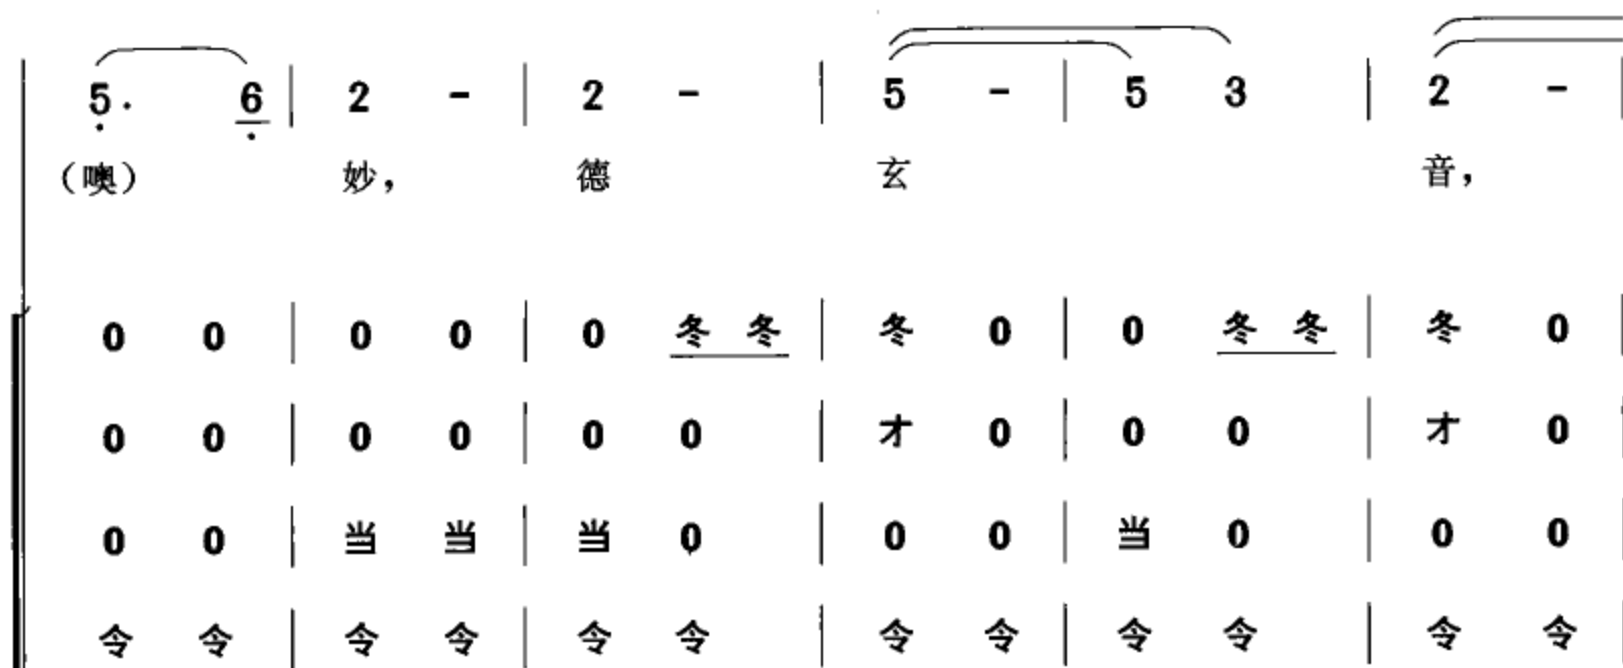 5. 6 | 2 - | 2 - | 5 - | 5 3 | 2 -
（噢） 妙， 德 玄 音，
0 0 | 0 0 | 0 冬 冬 | 冬 0 | 0 冬 冬 | 冬 0
0 0 | 0 0 | 0 0 | 才 0 | 0 0 | 才 0
0 0 | 当 当 | 当 0 | 0 0 | 当 0 | 0 0
令 令 | 令 令 | 令 令 | 令 令 | 令 令 | 令 令